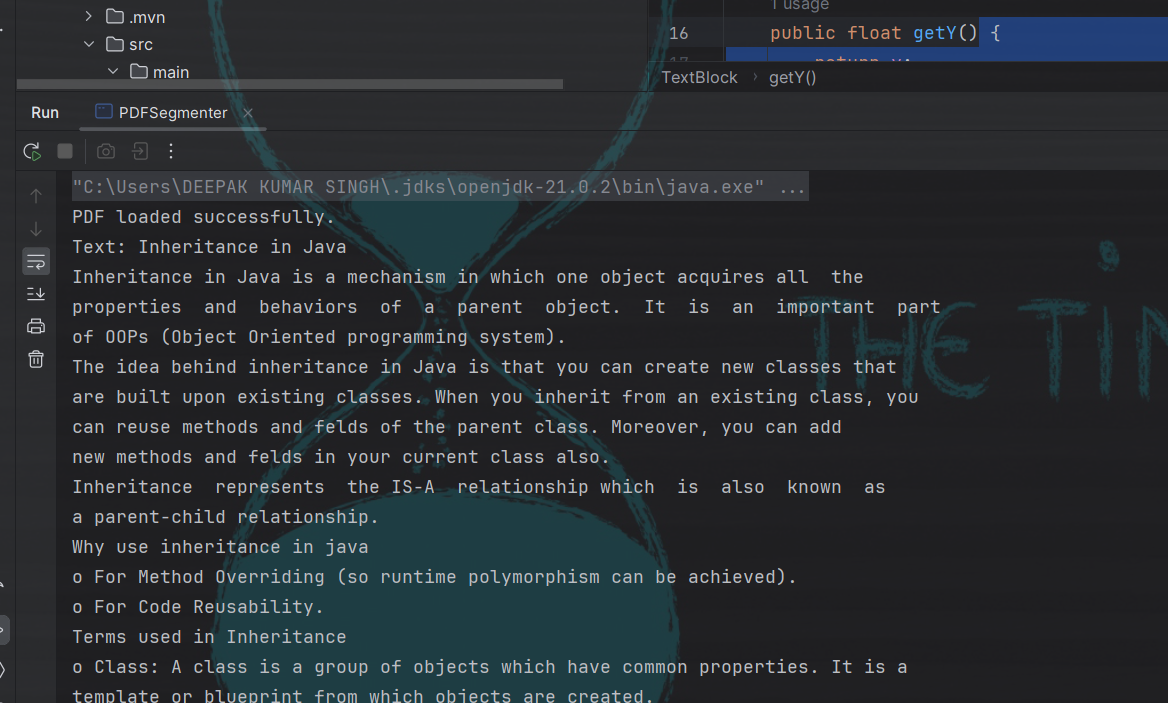 .mvn
src
main
1 usage
16 public float getY() {
17 return y;
TextBlock > getY()
Run PDFSegmenter
"C:\Users\DEEPAK KUMAR SINGH\.jdks\openjdk-21.0.2\bin\java.exe" ...
PDF loaded successfully.
Text: Inheritance in Java
Inheritance in Java is a mechanism in which one object acquires all  the
properties  and  behaviors  of  a  parent  object.  It  is  an  important  part
of OOPs (Object Oriented programming system).
The idea behind inheritance in Java is that you can create new classes that
are built upon existing classes. When you inherit from an existing class, you
can reuse methods and felds of the parent class. Moreover, you can add
new methods and felds in your current class also.
Inheritance  represents  the IS-A  relationship which  is  also  known  as
a parent-child relationship.
Why use inheritance in java
o For Method Overriding (so runtime polymorphism can be achieved).
o For Code Reusability.
Terms used in Inheritance
o Class: A class is a group of objects which have common properties. It is a
template or blueprint from which objects are created.
THE